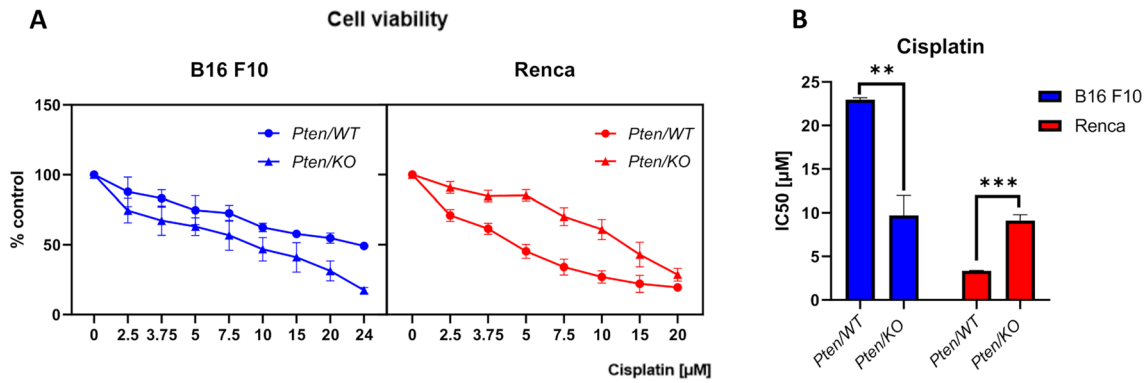 A
Cell viability
B16 F10
Renca
150
100
50
0
% control
Pten/WT
Pten/KO
Pten/WT
Pten/KO
0 2.5 3.75 5 7.5 10 15 20 24
0 2.5 3.75 5 7.5 10 15 20
Cisplatin [µM]
B
Cisplatin
25
20
15
10
5
0
IC50 [µM]
**
***
B16 F10
Renca
Pten/WT
Pten/KO
Pten/WT
Pten/KO